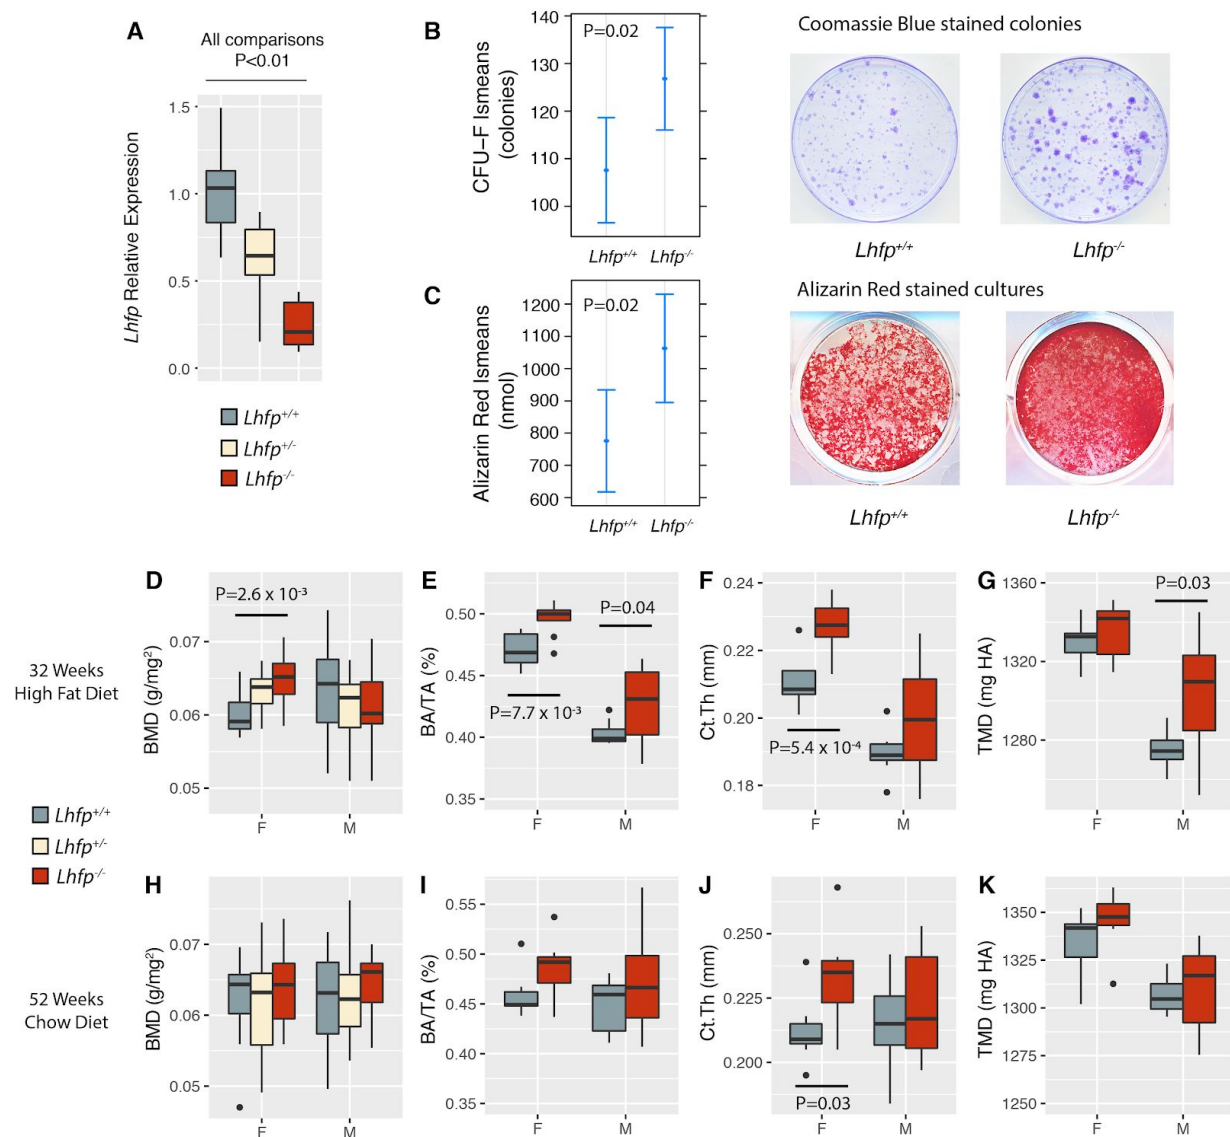 A
All comparisons
P<0.01
Lhfp Relative Expression
1.5
1.0
0.5
0.0
Lhfp+/+
Lhfp+/-
Lhfp-/-
B
CFU–F lsmeans
(colonies)
140
130
120
110
100
P=0.02
Lhfp+/+
Lhfp-/-
Coomassie Blue stained colonies
Lhfp+/+
Lhfp-/-
C
Alizarin Red lsmeans
(nmol)
1200
1100
1000
900
800
700
600
P=0.02
Lhfp+/+
Lhfp-/-
Alizarin Red stained cultures
Lhfp+/+
Lhfp-/-
32 Weeks
High Fat Diet
D
BMD (g/mg²)
P=2.6 x 10⁻³
0.07
0.06
0.05
F
M
E
BA/TA (%)
0.50
0.45
0.40
0.35
P=0.04
P=7.7 x 10⁻³
F
M
F
Ct.Th (mm)
0.24
0.22
0.20
0.18
P=5.4 x 10⁻⁴
F
M
G
TMD (mg HA)
1360
1320
1280
P=0.03
F
M
Lhfp+/+
Lhfp+/-
Lhfp-/-
52 Weeks
Chow Diet
H
BMD (g/mg²)
0.07
0.06
0.05
F
M
I
BA/TA (%)
0.55
0.50
0.45
0.40
0.35
F
M
J
Ct.Th (mm)
0.250
0.225
0.200
P=0.03
F
M
K
TMD (mg HA)
1350
1325
1300
1275
1250
F
M